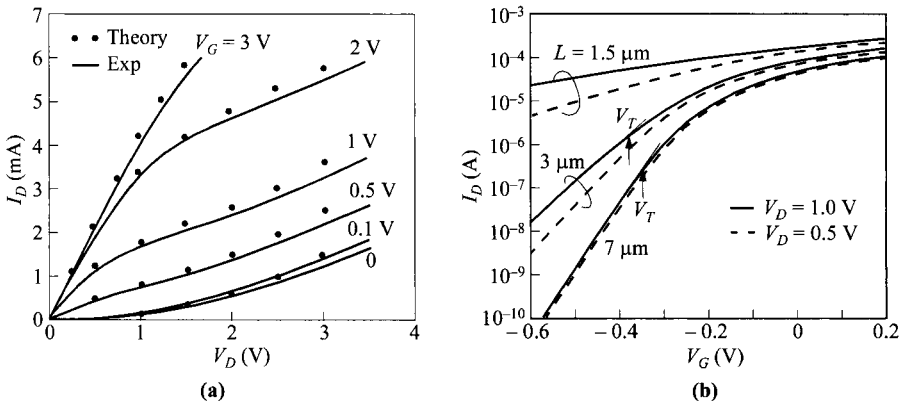 7
6
5
4
3
2
1
0
I_D (mA)
Theory
Exp
V_G = 3 V
2 V
1 V
0.5 V
0.1 V
0
0 1 2 3 4
V_D (V)
(a)
10⁻³
10⁻⁴
10⁻⁵
10⁻⁶
10⁻⁷
10⁻⁸
10⁻⁹
10⁻¹⁰
I_D (A)
L = 1.5 μm
V_T
3 μm
V_T
7 μm
V_D = 1.0 V
V_D = 0.5 V
−0.6 −0.4 −0.2 0 0.2
V_G (V)
(b)